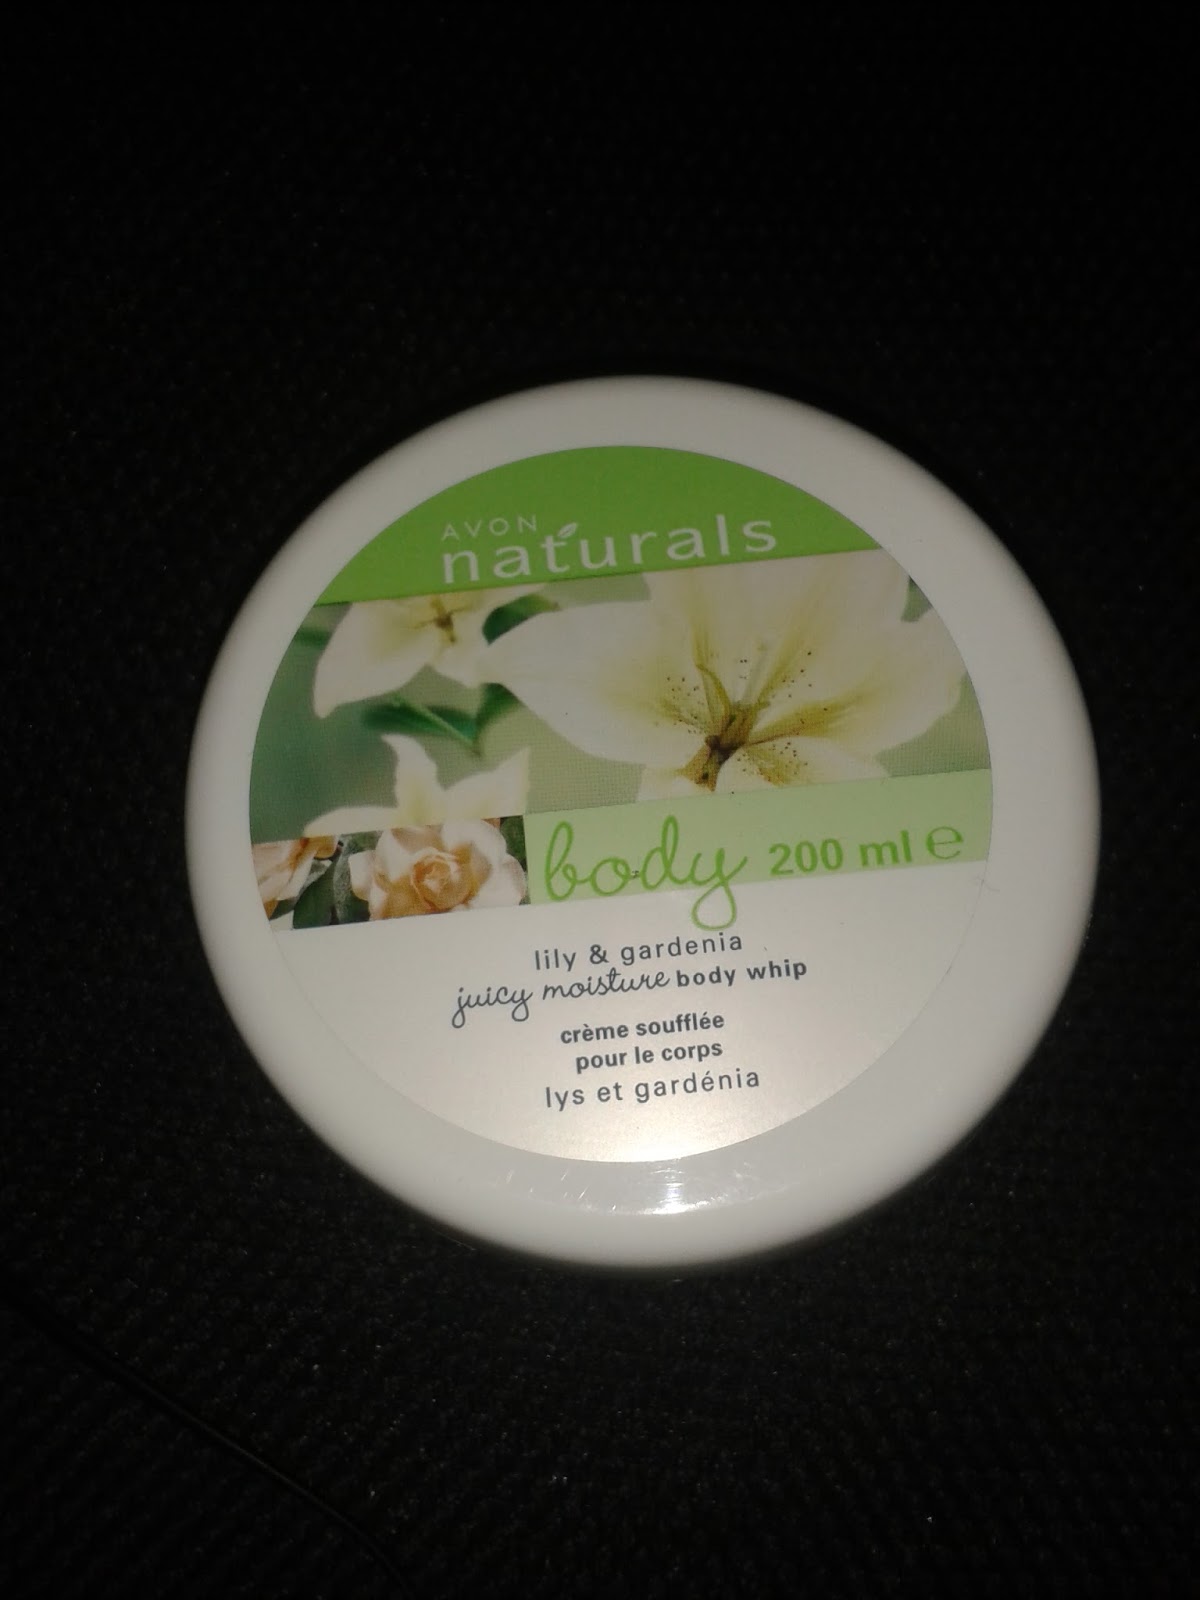 AVON
naturals
body 200 ml ℮
lily & gardenia
juicy moisture body whip
crème soufflée
pour le corps
lys et gardénia